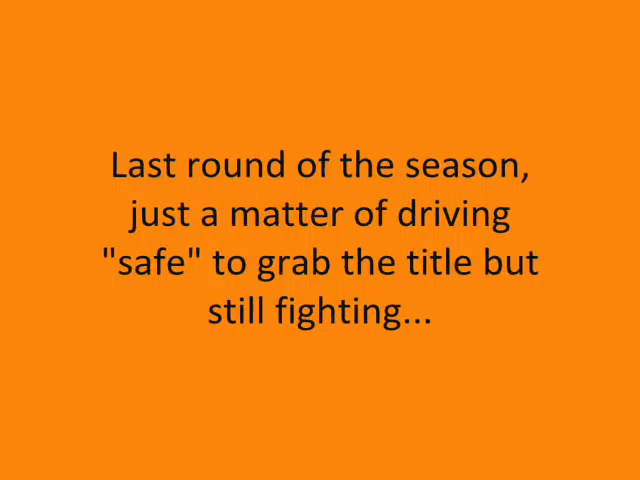 Last round of the season,
just a matter of driving
"safe" to grab the title but
still fighting...